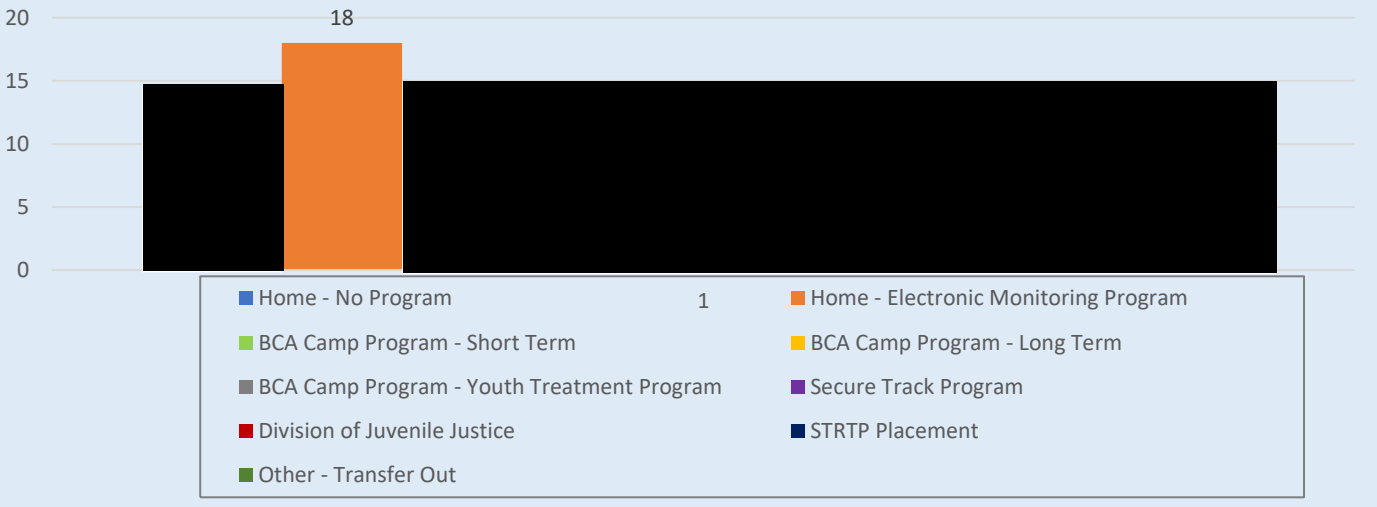 20
18
15
10
5
0
Home - No Program
1
Home - Electronic Monitoring Program
BCA Camp Program - Short Term
BCA Camp Program - Long Term
BCA Camp Program - Youth Treatment Program
Secure Track Program
Division of Juvenile Justice
STRTP Placement
Other - Transfer Out